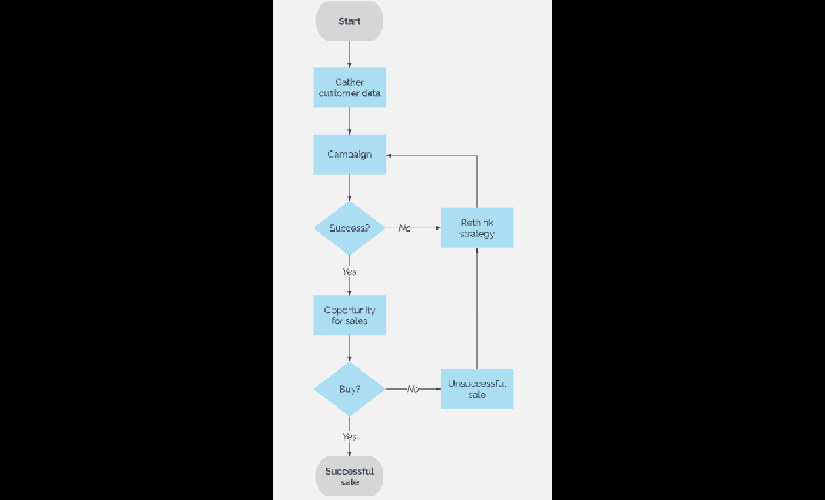 Start
Gather
customer data
Campaign
Success?
No
Rethink
strategy
Yes
Opportunity
for sales
Buy?
No
Unsuccessful
sale
Yes
Successful
sale